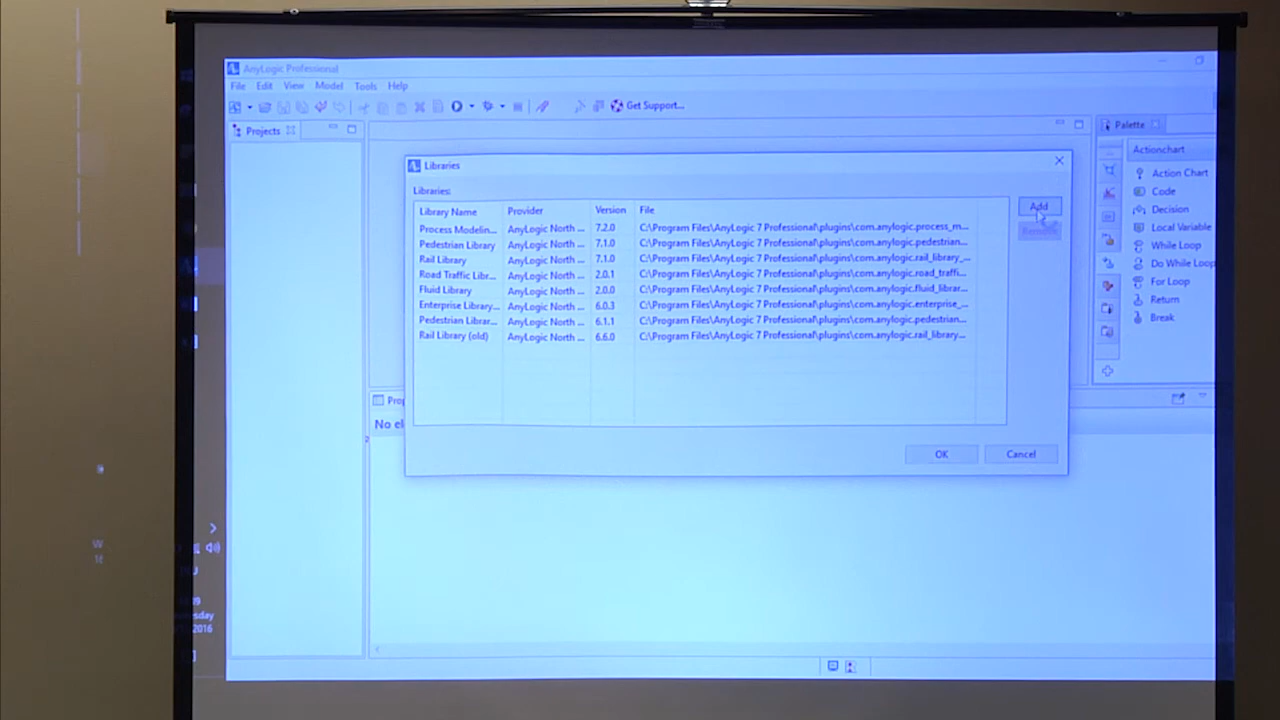 AnyLogic Professional
File Edit View Model Tools Help
Get Support...
Projects
Palette
Libraries
Libraries:
Library Name Provider Version File
Process Modelin... AnyLogic North ... 7.2.0 C:\Program Files\AnyLogic 7 Professional\plugins\com.anylogic.process_m...
Pedestrian Library AnyLogic North ... 7.1.0 C:\Program Files\AnyLogic 7 Professional\plugins\com.anylogic.pedestrian...
Rail Library AnyLogic North ... 7.1.0 C:\Program Files\AnyLogic 7 Professional\plugins\com.anylogic.rail_library_...
Road Traffic Libr... AnyLogic North ... 2.0.1 C:\Program Files\AnyLogic 7 Professional\plugins\com.anylogic.road_traffi...
Fluid Library AnyLogic North ... 2.0.0 C:\Program Files\AnyLogic 7 Professional\plugins\com.anylogic.fluid_librar...
Enterprise Library... AnyLogic North ... 6.0.3 C:\Program Files\AnyLogic 7 Professional\plugins\com.anylogic.enterprise_...
Pedestrian Librar... AnyLogic North ... 6.1.1 C:\Program Files\AnyLogic 7 Professional\plugins\com.anylogic.pedestrian...
Rail Library (old) AnyLogic North ... 6.6.0 C:\Program Files\AnyLogic 7 Professional\plugins\com.anylogic.rail_library...
Add
Remove
OK Cancel
Actionchart
Action Chart
Code
Decision
Local Variable
While Loop
Do While Loop
For Loop
Return
Break
Prop
No el
2016